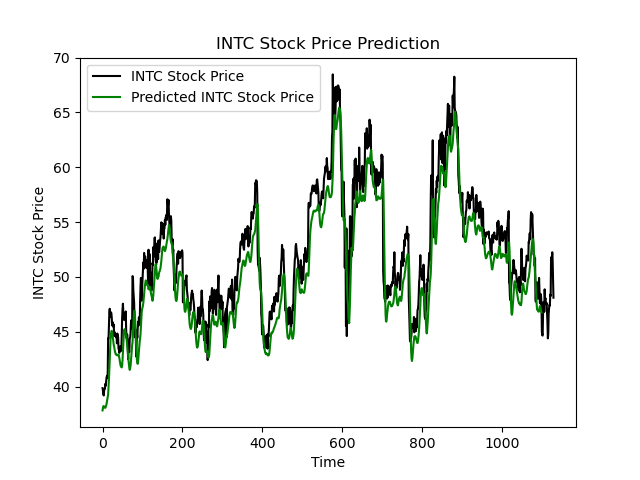 INTC Stock Price Prediction
INTC Stock Price
Predicted INTC Stock Price
70
65
60
55
50
45
40
INTC Stock Price
0 200 400 600 800 1000
Time